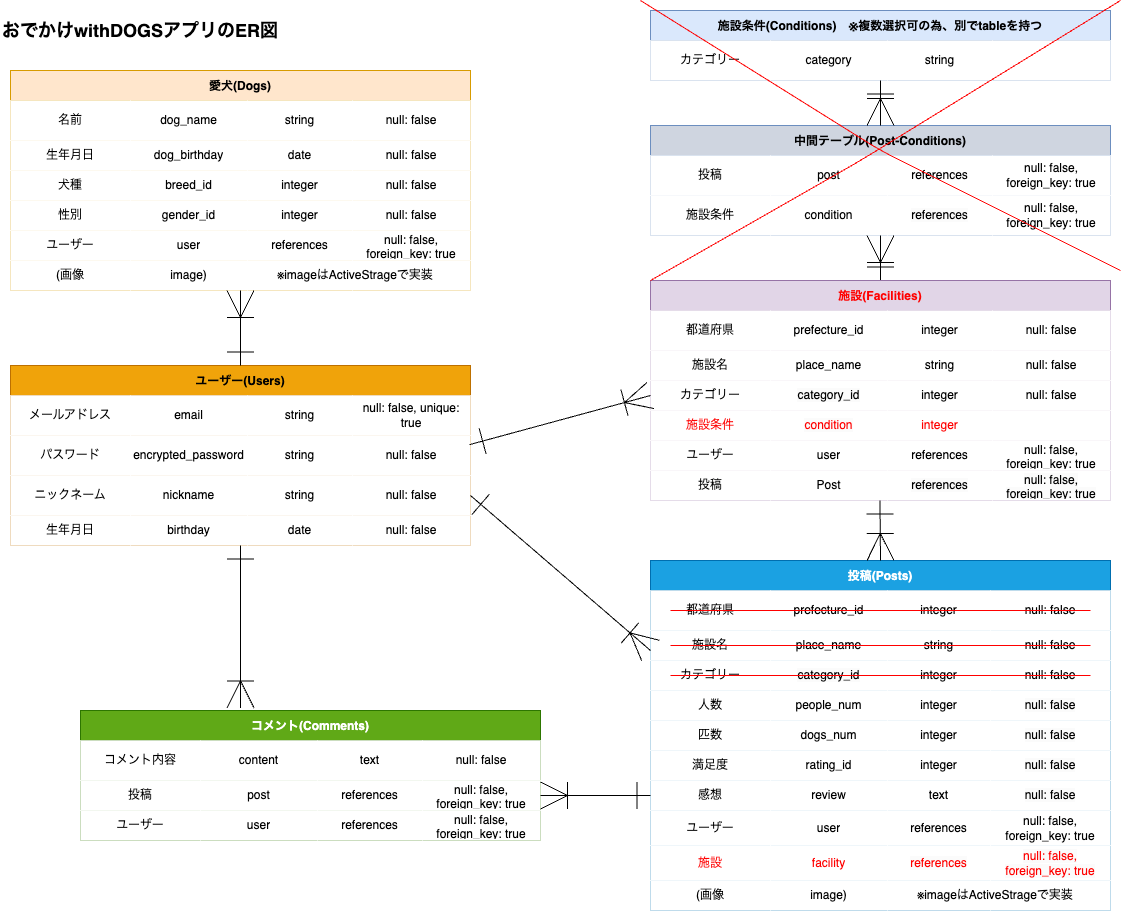 おでかけwithDOGSアプリのER図
愛犬(Dogs)
名前 dog_name string null: false
生年月日 dog_birthday date null: false
犬種 breed_id integer null: false
性別 gender_id integer null: false
ユーザー user references null: false, foreign_key: true
(画像 image) ※imageはActiveStrageで実装
ユーザー(Users)
メールアドレス email string null: false, unique: true
パスワード encrypted_password string null: false
ニックネーム nickname string null: false
生年月日 birthday date null: false
コメント(Comments)
コメント内容 content text null: false
投稿 post references null: false, foreign_key: true
ユーザー user references null: false, foreign_key: true
施設条件(Conditions) ※複数選択可の為、別でtableを持つ
カテゴリー category string
中間テーブル(Post-Conditions)
投稿 post references null: false, foreign_key: true
施設条件 condition references null: false, foreign_key: true
施設(Facilities)
都道府県 prefecture_id integer null: false
施設名 place_name string null: false
カテゴリー category_id integer null: false
施設条件 condition integer
ユーザー user references null: false, foreign_key: true
投稿 Post references null: false, foreign_key: true
投稿(Posts)
都道府県 prefecture_id integer null: false
施設名 place_name string null: false
カテゴリー category_id integer null: false
人数 people_num integer null: false
匹数 dogs_num integer null: false
満足度 rating_id integer null: false
感想 review text null: false
ユーザー user references null: false, foreign_key: true
施設 facility references null: false, foreign_key: true
(画像 image) ※imageはActiveStrageで実装